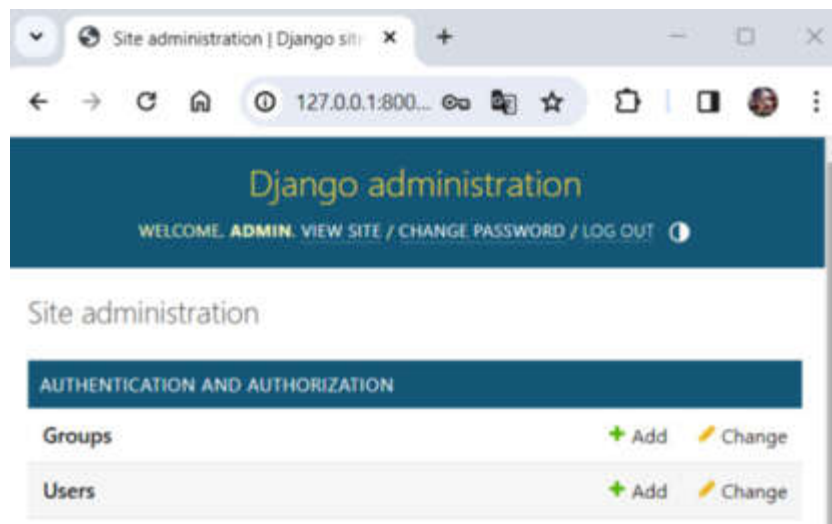 Site administration | Django sit
127.0.0.1:800...
Django administration
WELCOME, ADMIN. VIEW SITE / CHANGE PASSWORD / LOG OUT
Site administration
AUTHENTICATION AND AUTHORIZATION
Groups + Add Change
Users + Add Change